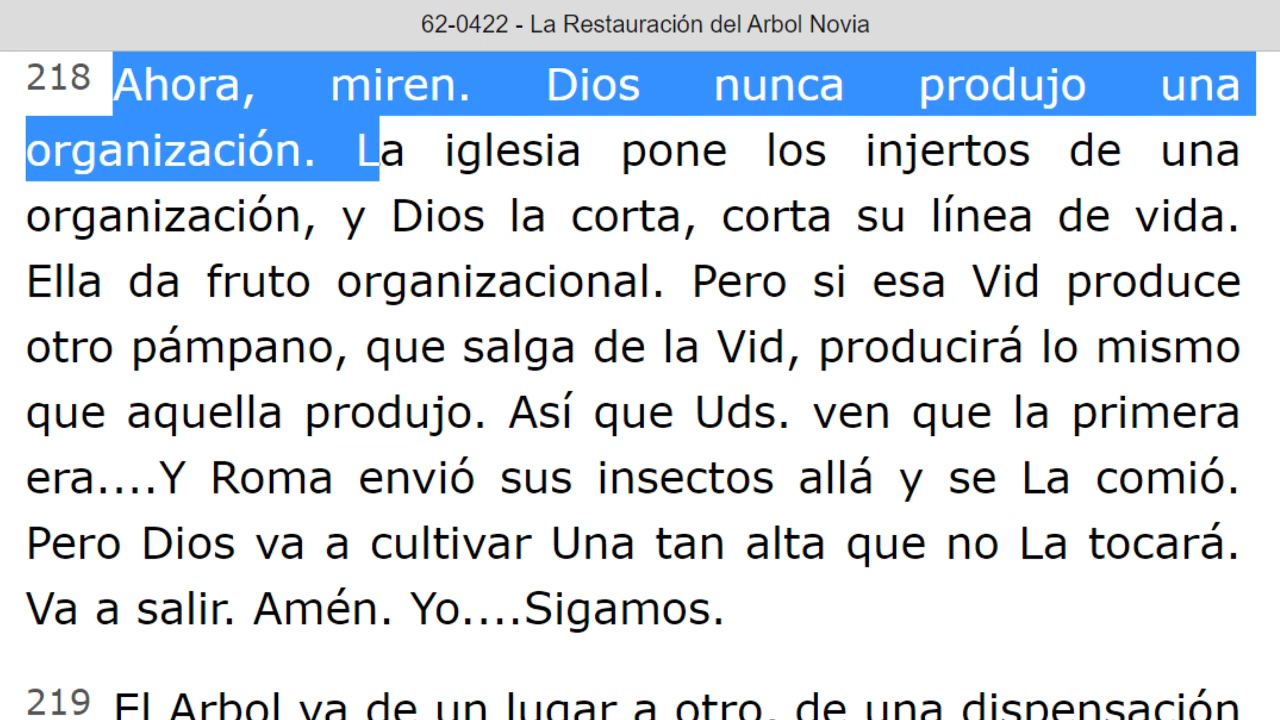 62-0422 - La Restauración del Arbol Novia
218 Ahora, miren. Dios nunca produjo una
organización. La iglesia pone los injertos de una
organización, y Dios la corta, corta su línea de vida.
Ella da fruto organizacional. Pero si esa Vid produce
otro pámpano, que salga de la Vid, producirá lo mismo
que aquella produjo. Así que Uds. ven que la primera
era....Y Roma envió sus insectos allá y se La comió.
Pero Dios va a cultivar Una tan alta que no La tocará.
Va a salir. Amén. Yo....Sigamos.
219 El Arbol va de un lugar a otro, de una dispensación